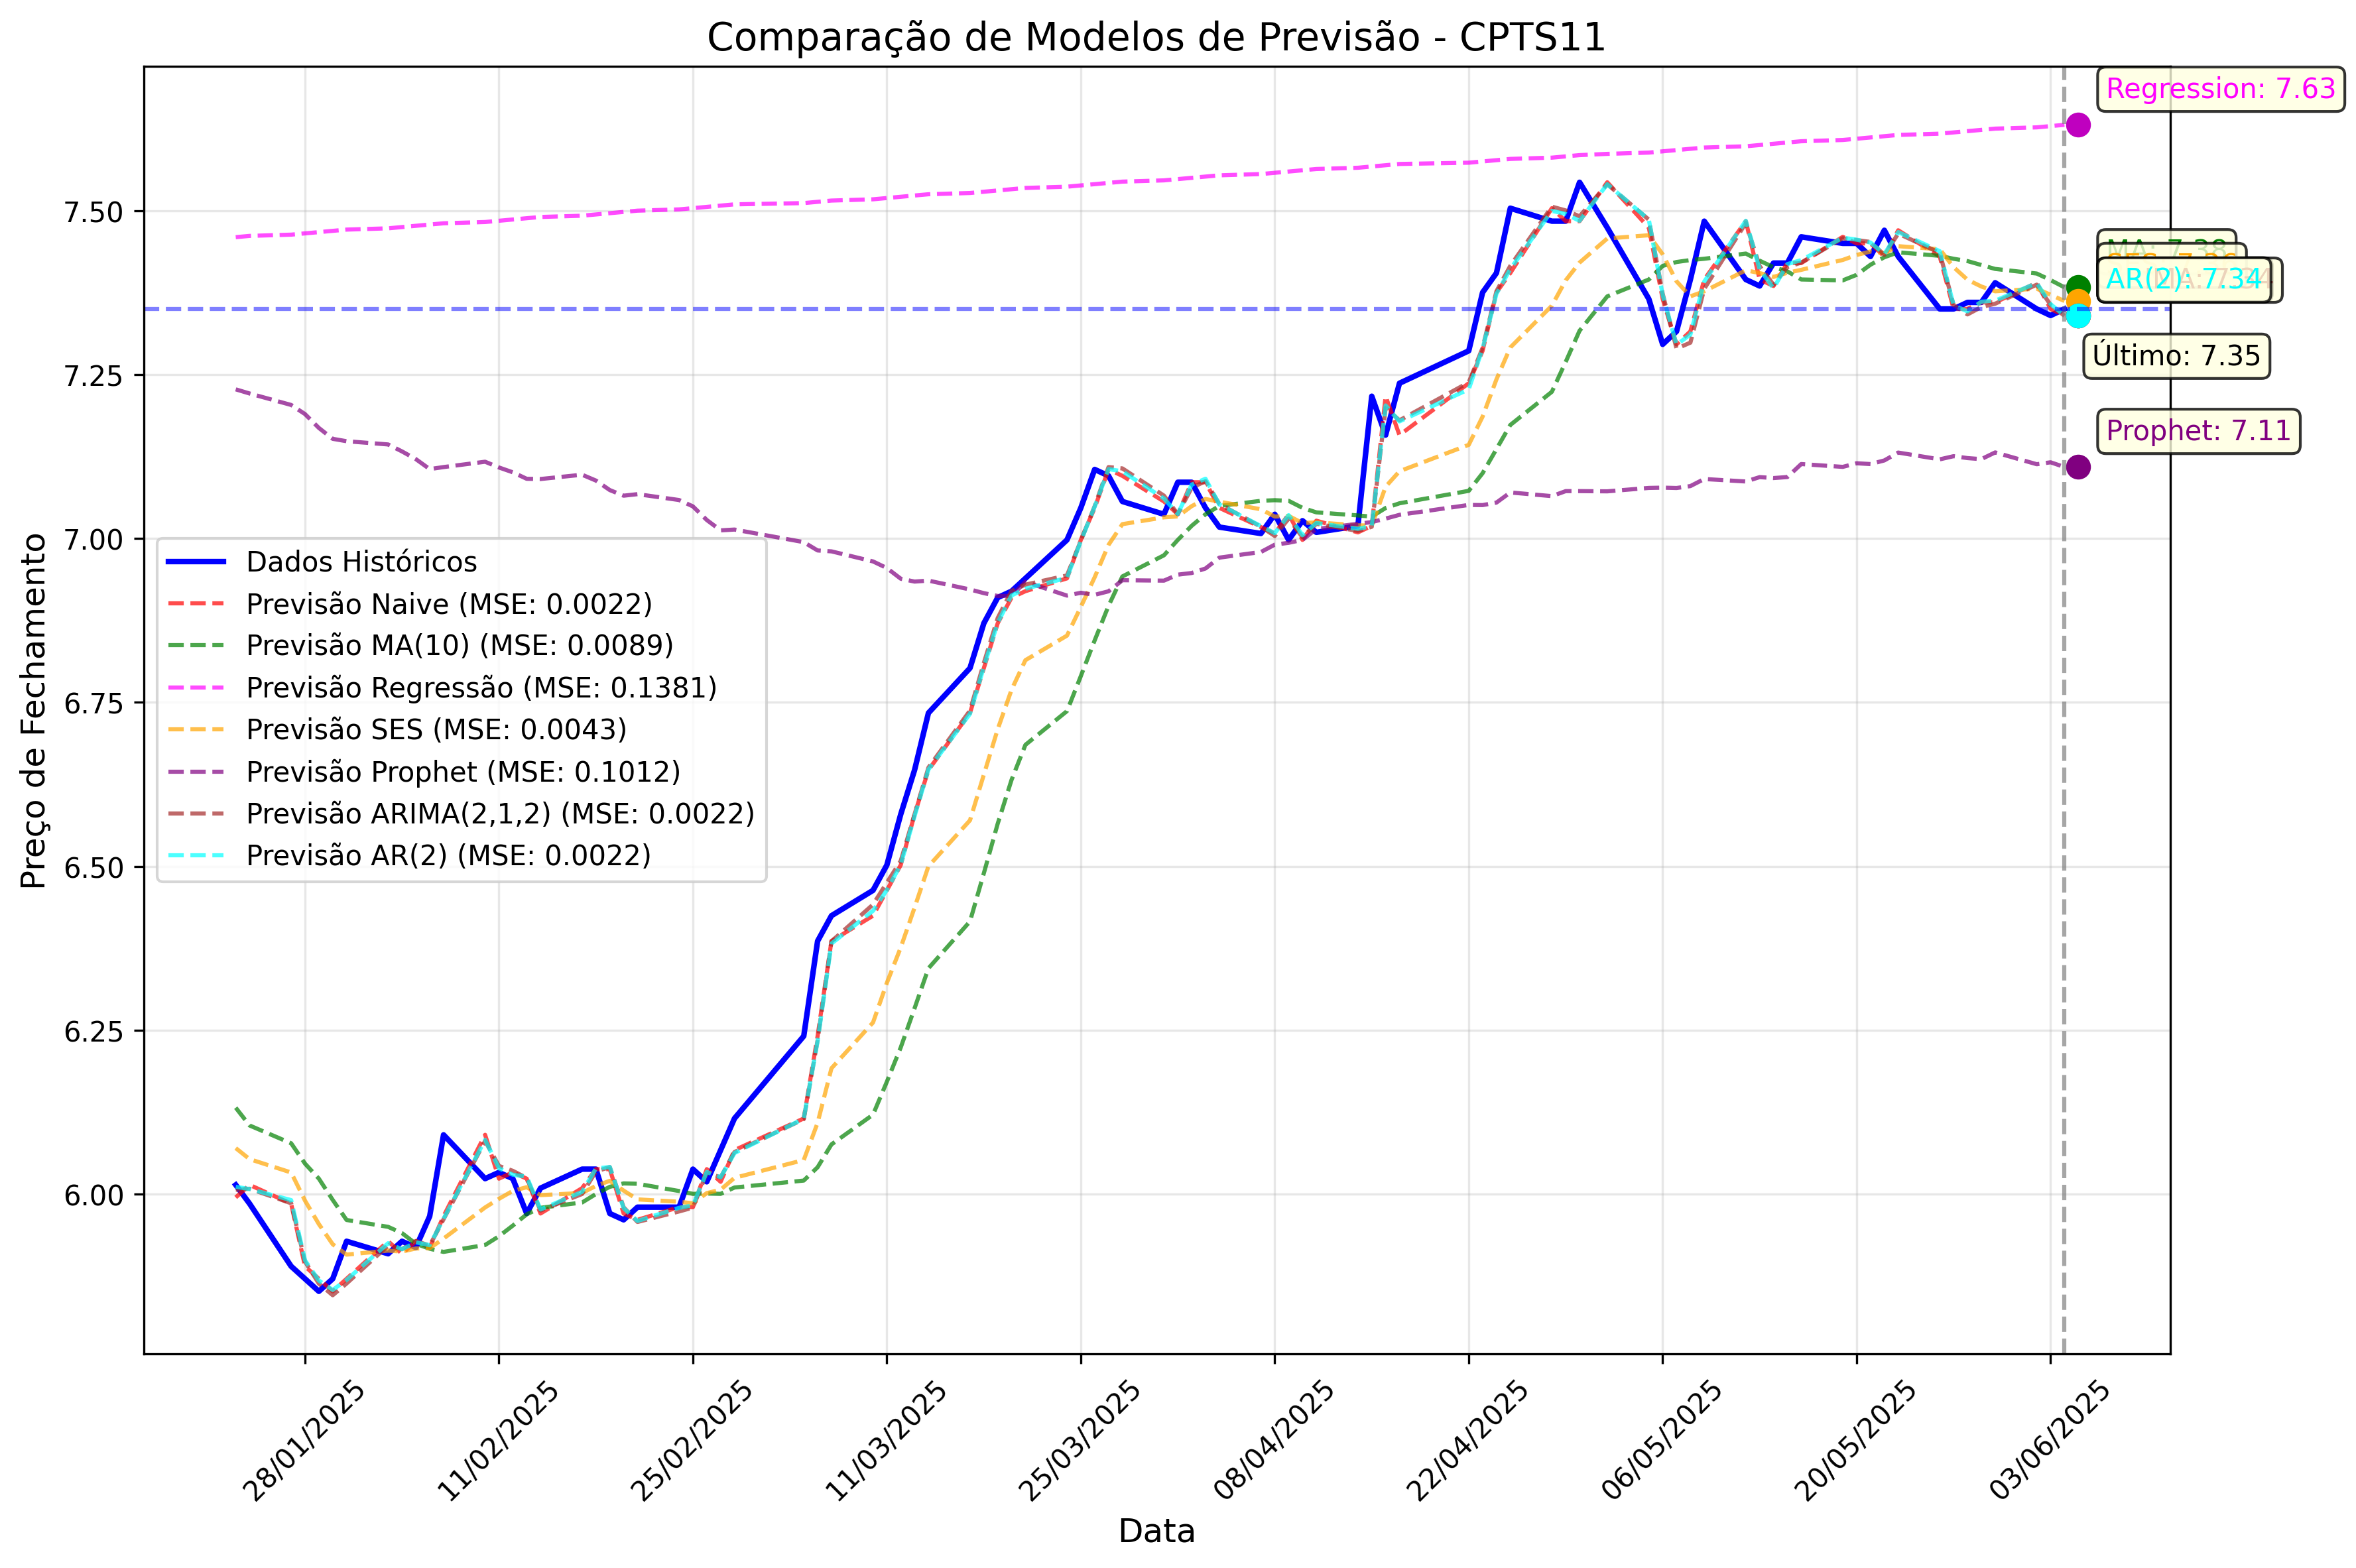 Comparação de Modelos de Previsão - CPTS11
Preço de Fechamento
7.50
7.25
7.00
6.75
6.50
6.25
6.00
Regression: 7.63
MA: 7.38
AR(2): 7.34
Último: 7.35
Prophet: 7.11
Dados Históricos
Previsão Naive (MSE: 0.0022)
Previsão MA(10) (MSE: 0.0089)
Previsão Regressão (MSE: 0.1381)
Previsão SES (MSE: 0.0043)
Previsão Prophet (MSE: 0.1012)
Previsão ARIMA(2,1,2) (MSE: 0.0022)
Previsão AR(2) (MSE: 0.0022)
28/01/2025
11/02/2025
25/02/2025
11/03/2025
25/03/2025
08/04/2025
22/04/2025
06/05/2025
20/05/2025
03/06/2025
Data